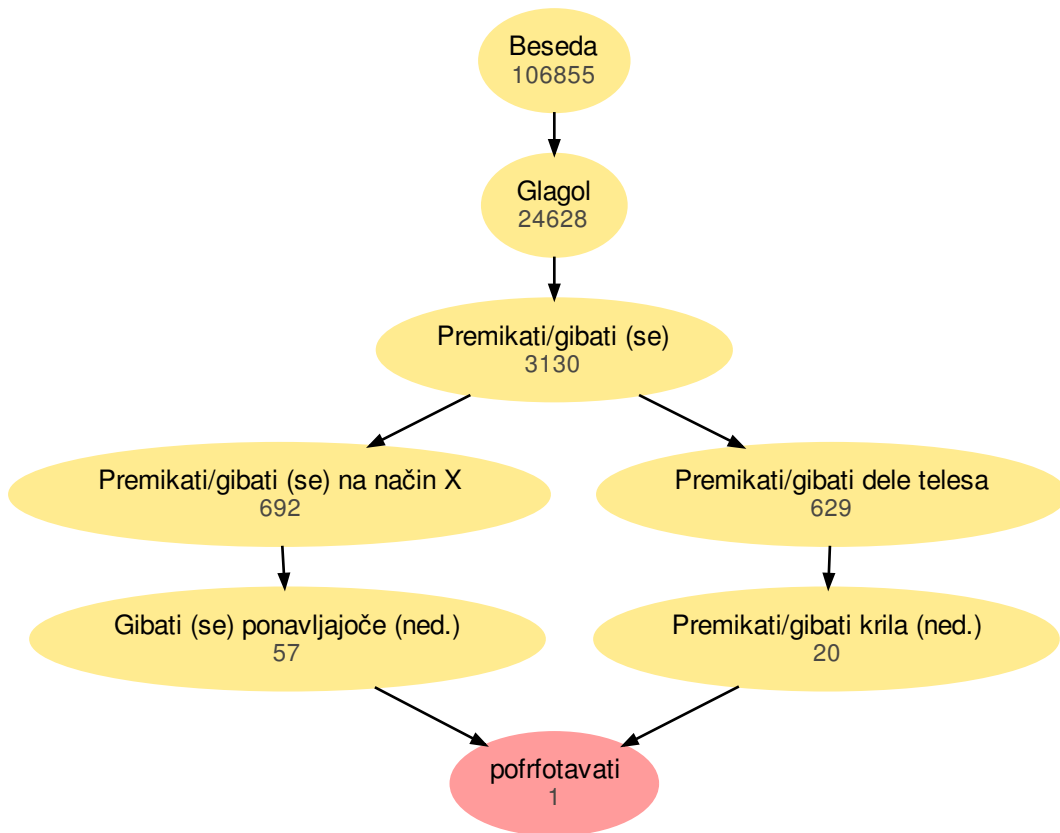 Beseda
106855
Glagol
24628
Premikati/gibati (se)
3130
Premikati/gibati (se) na način X
692
Premikati/gibati dele telesa
629
Gibati (se) ponavljajoče (ned.)
57
Premikati/gibati krila (ned.)
20
pofrfotavati
1